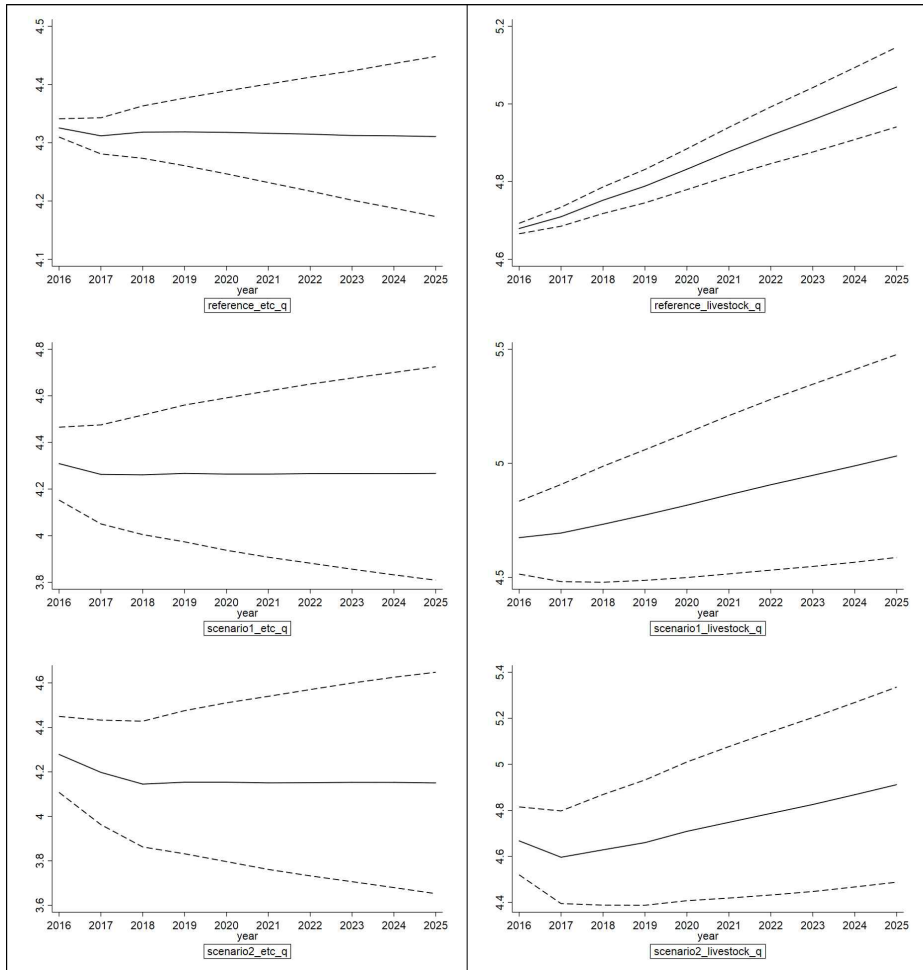 4.5
4.4
4.3
4.2
4.1
2016 2017 2018 2019 2020 2021 2022 2023 2024 2025
year
reference_etc_q
5.2
5
4.8
4.6
2016 2017 2018 2019 2020 2021 2022 2023 2024 2025
year
reference_livestock_q
4.8
4.6
4.4
4.2
4
3.8
2016 2017 2018 2019 2020 2021 2022 2023 2024 2025
year
scenario1_etc_q
5.5
5
4.5
2016 2017 2018 2019 2020 2021 2022 2023 2024 2025
year
scenario1_livestock_q
4.6
4.4
4.2
4
3.8
3.6
2016 2017 2018 2019 2020 2021 2022 2023 2024 2025
year
scenario2_etc_q
5.4
5.2
5
4.8
4.6
4.4
2016 2017 2018 2019 2020 2021 2022 2023 2024 2025
year
scenario2_livestock_q